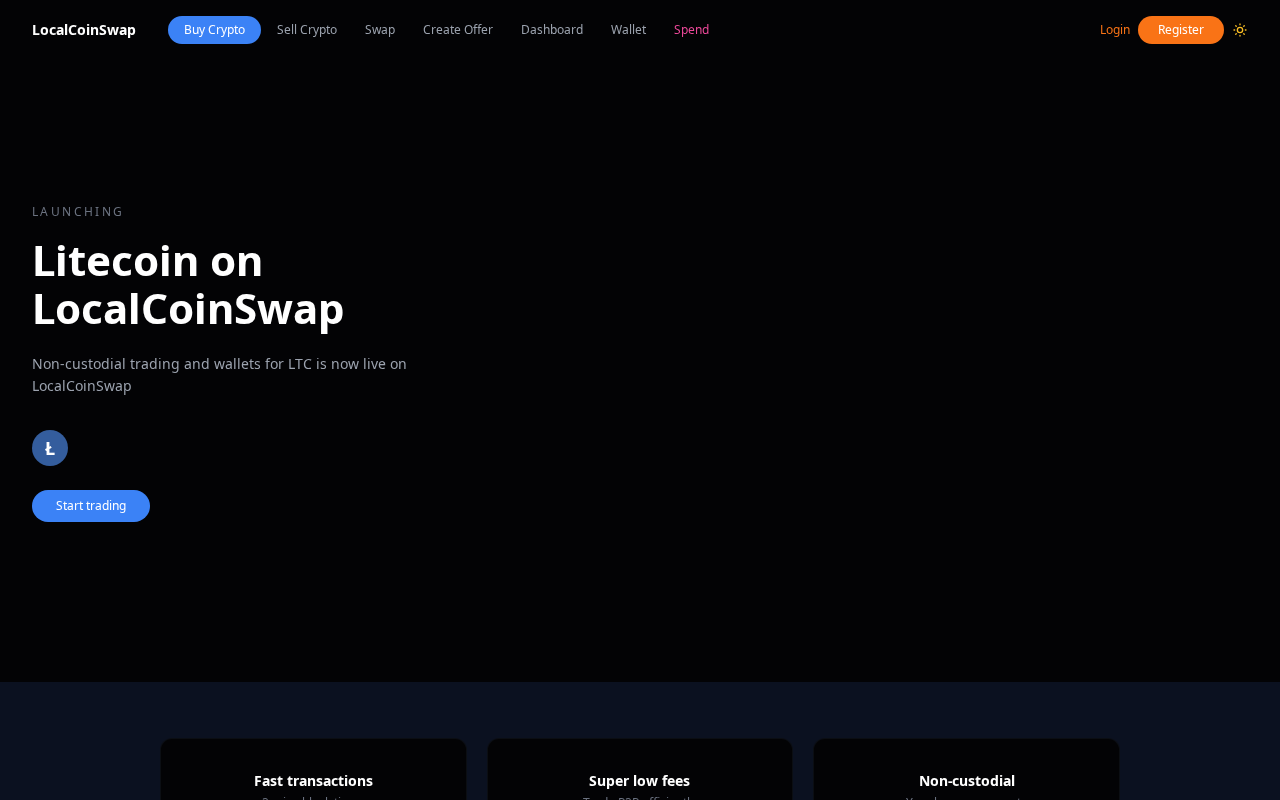 LocalCoinSwap
Buy Crypto
Sell Crypto
Swap
Create Offer
Dashboard
Wallet
Spend
Login
Register
LAUNCHING
Litecoin on
LocalCoinSwap
Non-custodial trading and wallets for LTC is now live on
LocalCoinSwap
Ł
Start trading
Fast transactions
Super low fees
Non-custodial